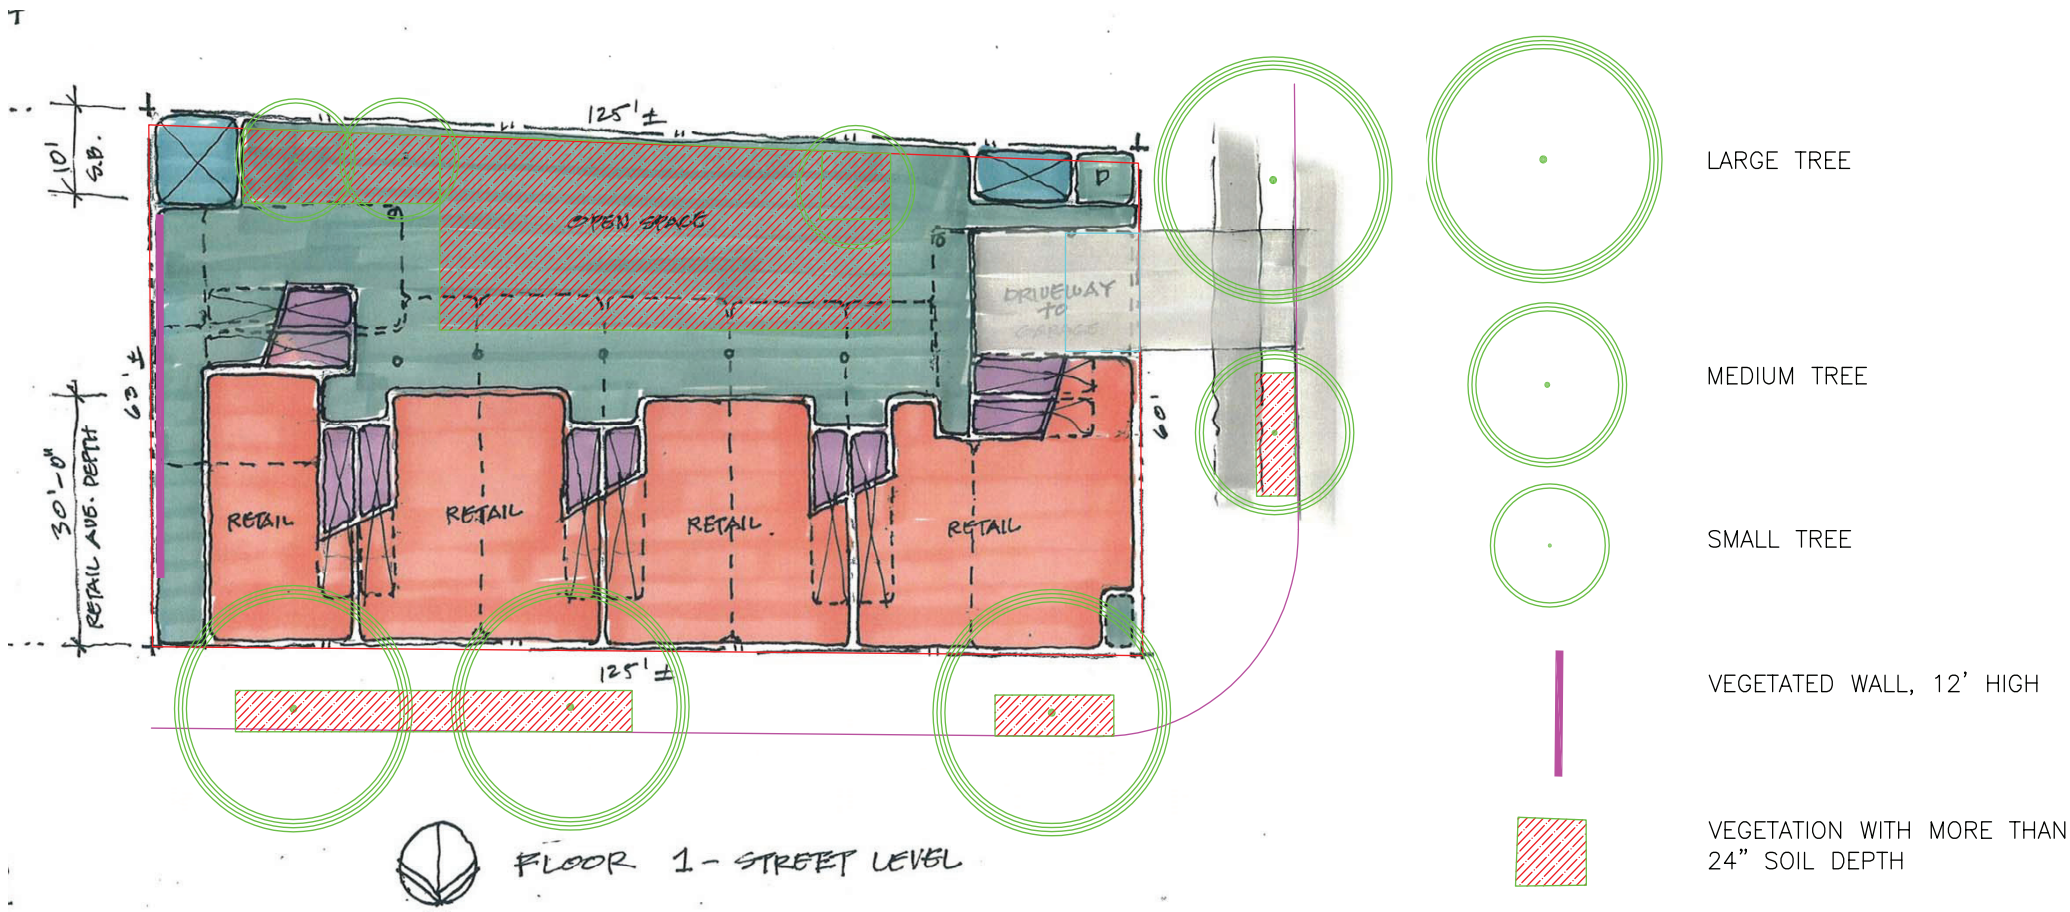 T
125' ±
10'
S.B.
D
OPEN SPACE
DRIVEWAY
TO
GARAGE
63' ±
60'
30'-0"
RETAIL AVE. DEPTH
RETAIL
RETAIL
RETAIL
RETAIL
125' ±
FLOOR 1 - STREET LEVEL
LARGE TREE
MEDIUM TREE
SMALL TREE
VEGETATED WALL, 12' HIGH
VEGETATION WITH MORE THAN
24" SOIL DEPTH